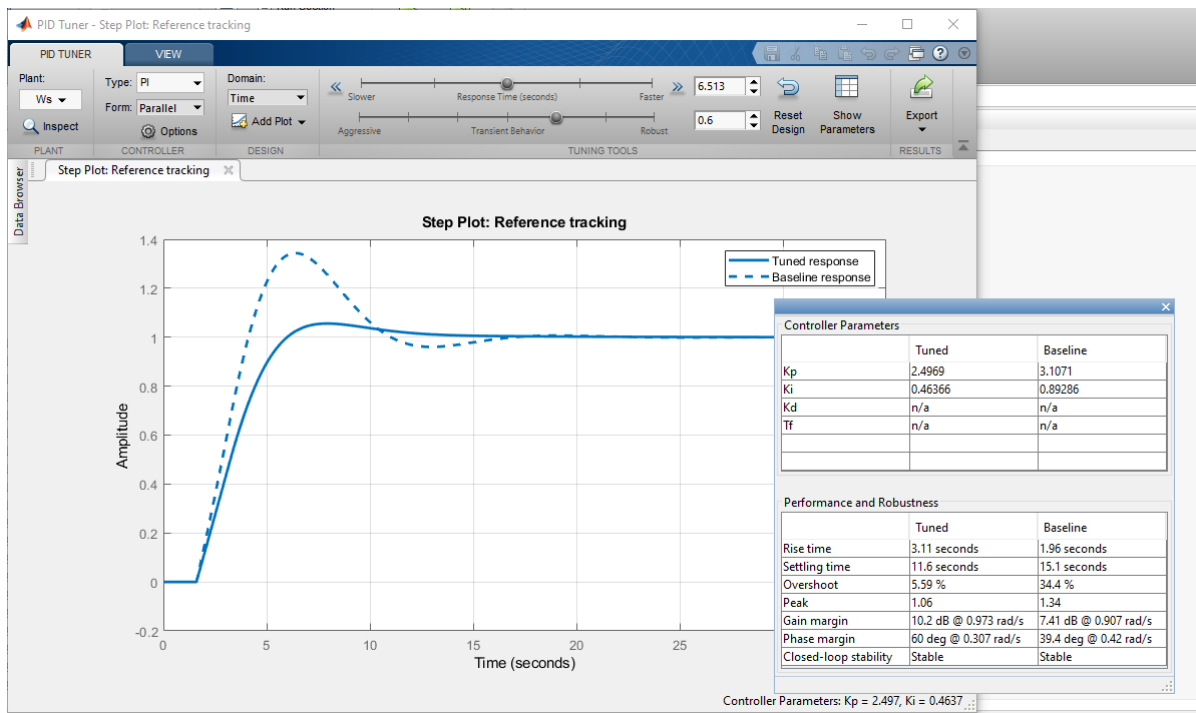 PID Tuner - Step Plot: Reference tracking
PID TUNER
VIEW
Plant:
Ws
Inspect
PLANT
Type: PI
Form: Parallel
Options
CONTROLLER
Domain:
Time
Add Plot
DESIGN
Slower
Response Time (seconds)
Faster
6.513
Aggressive
Transient Behavior
Robust
0.6
Reset
Design
Show
Parameters
TUNING TOOLS
Export
RESULTS
Data Browser
Step Plot: Reference tracking
Step Plot: Reference tracking
Tuned response
Baseline response
1.4
1.2
1
0.8
0.6
0.4
0.2
0
-0.2
Amplitude
0
5
10
15
20
25
Time (seconds)
Controller Parameters
Tuned Baseline
Kp 2.4969 3.1071
Ki 0.46366 0.89286
Kd n/a n/a
Tf n/a n/a
Performance and Robustness
Tuned Baseline
Rise time 3.11 seconds 1.96 seconds
Settling time 11.6 seconds 15.1 seconds
Overshoot 5.59 % 34.4 %
Peak 1.06 1.34
Gain margin 10.2 dB @ 0.973 rad/s 7.41 dB @ 0.907 rad/s
Phase margin 60 deg @ 0.307 rad/s 39.4 deg @ 0.42 rad/s
Closed-loop stability Stable Stable
Controller Parameters: Kp = 2.497, Ki = 0.4637